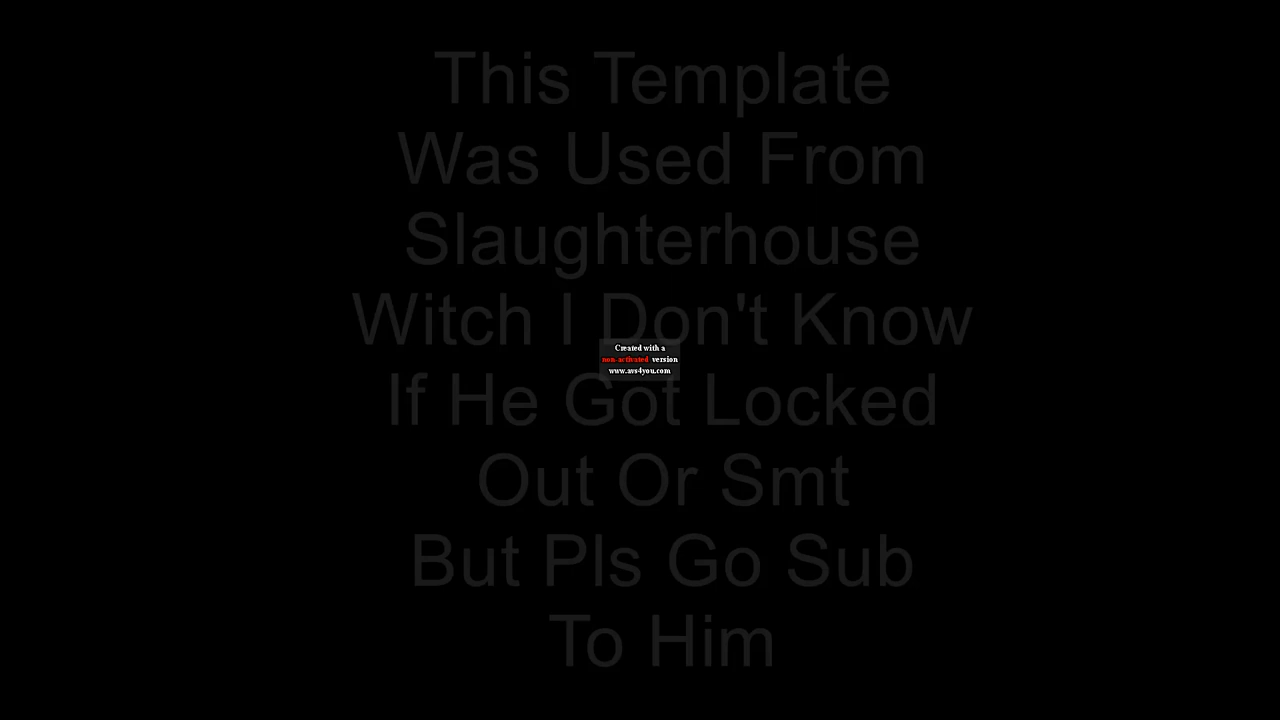 This Template
Was Used From
Slaughterhouse
Witch I Don't Know
Created with a
non-activated version
www.avs4you.com
If He Got Locked
Out Or Smt
But Pls Go Sub
To Him